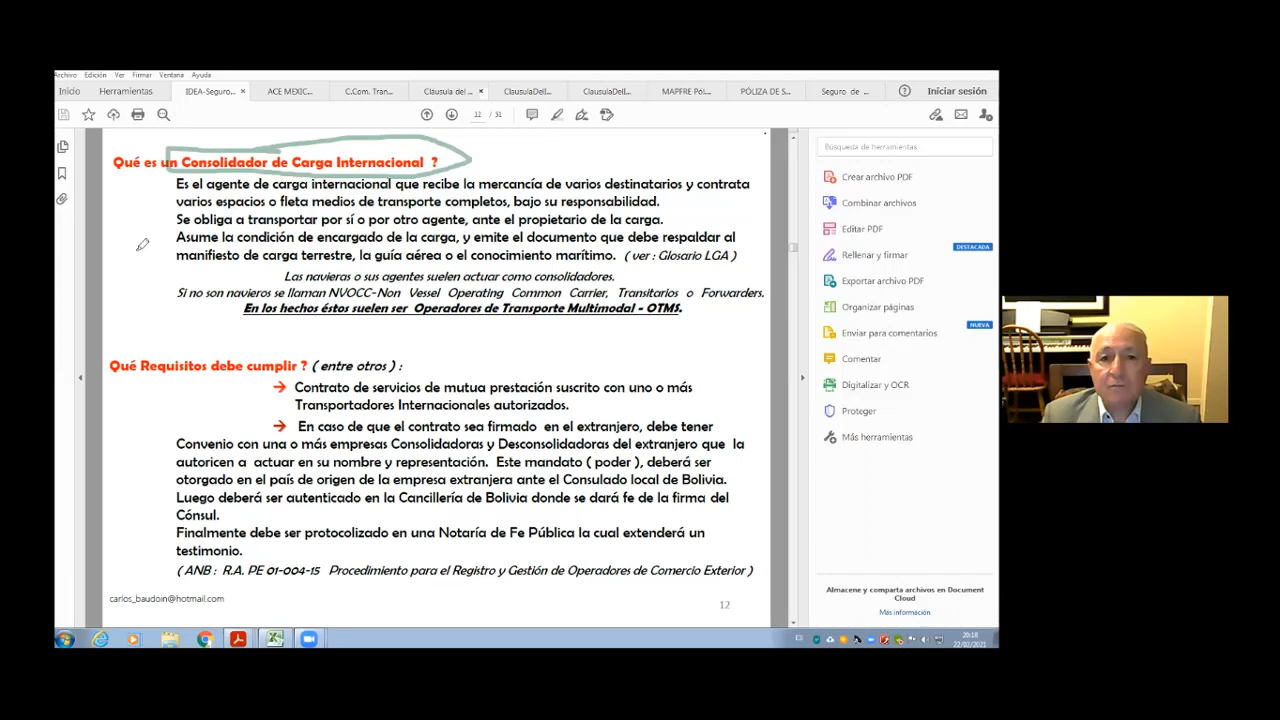 Archivo Edición Ver Firmar Ventana Ayuda
Inicio Herramientas IDEA-Seguro... ACE MEXIC... C.Com. Tran... Clausula del ... ClausulaDell... ClausulaDell... MAPFRE Póli... PÓLIZA DE S... Seguro de ... Iniciar sesión
12 / 51
Qué es un Consolidador de Carga Internacional ?
Es el agente de carga internacional que recibe la mercancía de varios destinatarios y contrata
varios espacios o fleta medios de transporte completos, bajo su responsabilidad.
Se obliga a transportar por sí o por otro agente, ante el propietario de la carga.
Asume la condición de encargado de la carga, y emite el documento que debe respaldar al
manifiesto de carga terrestre, la guía aérea o el conocimiento marítimo. ( ver : Glosario LGA )
Las navieras o sus agentes suelen actuar como consolidadores.
Si no son navieros se llaman NVOCC-Non Vessel Operating Common Carrier, Transitarios o Forwarders.
En los hechos éstos suelen ser Operadores de Transporte Multimodal - OTMS.
Qué Requisitos debe cumplir ? ( entre otros ) :
→ Contrato de servicios de mutua prestación suscrito con uno o más
Transportadores Internacionales autorizados.
→ En caso de que el contrato sea firmado en el extranjero, debe tener
Convenio con una o más empresas Consolidadoras y Desconsolidadoras del extranjero que la
autoricen a actuar en su nombre y representación. Este mandato ( poder ), deberá ser
otorgado en el país de origen de la empresa extranjera ante el Consulado local de Bolivia.
Luego deberá ser autenticado en la Cancillería de Bolivia donde se dará fe de la firma del
Cónsul.
Finalmente debe ser protocolizado en una Notaría de Fe Pública la cual extenderá un
testimonio.
( ANB : R.A. PE 01-004-15 Procedimiento para el Registro y Gestión de Operadores de Comercio Exterior )
carlos_baudoin@hotmail.com
12
Búsqueda de herramientas
Crear archivo PDF
Combinar archivos
Editar PDF
DESTACADA
Rellenar y firmar
Exportar archivo PDF
Organizar páginas
NUEVA
Enviar para comentarios
Comentar
Digitalizar y OCR
Proteger
Más herramientas
Almacene y comparta archivos en Document
Cloud
Más información
ES
20:18
22/02/2021